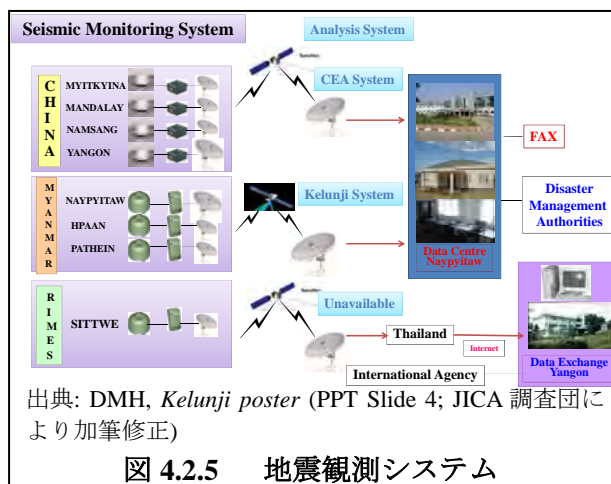 Seismic Monitoring System
Analysis System
CHINA
MYITKYINA
MANDALAY
NAMSANG
YANGON
CEA System
FAX
MYANMAR
NAYPYITAW
HPAAN
PATHEIN
Kelunji System
Data Centre
Naypyitaw
Disaster
Management
Authorities
RIMES
SITTWE
Unavailable
Thailand
Internet
International Agency
Data Exchange
Yangon
出典: DMH, Kelunji poster (PPT Slide 4; JICA 調査団に
より加筆修正)
図 4.2.5 地震観測システム